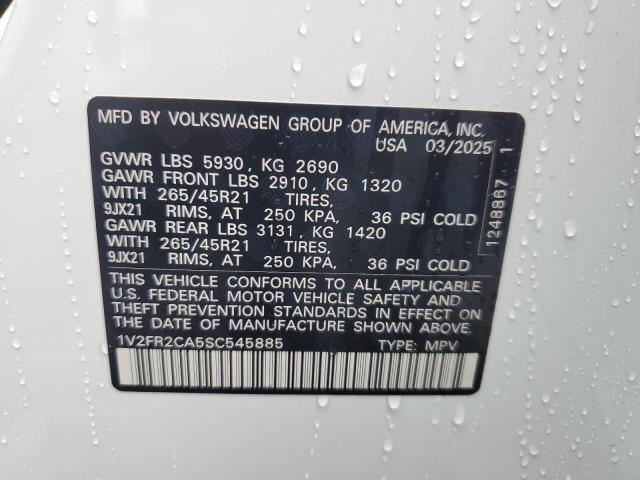 MFD BY VOLKSWAGEN GROUP OF AMERICA, INC.
USA 03/2025
GVWR LBS 5930, KG 2690
GAWR FRONT LBS 2910, KG 1320
WITH 265/45R21 TIRES,
9JX21 RIMS, AT 250 KPA, 36 PSI COLD
GAWR REAR LBS 3131, KG 1420
WITH 265/45R21 TIRES,
9JX21 RIMS, AT 250 KPA, 36 PSI COLD
THIS VEHICLE CONFORMS TO ALL APPLICABLE
U.S. FEDERAL MOTOR VEHICLE SAFETY AND
THEFT PREVENTION STANDARDS IN EFFECT ON
THE DATE OF MANUFACTURE SHOWN ABOVE.
1V2FR2CA5SC545885 TYPE: MPV
1248867 1